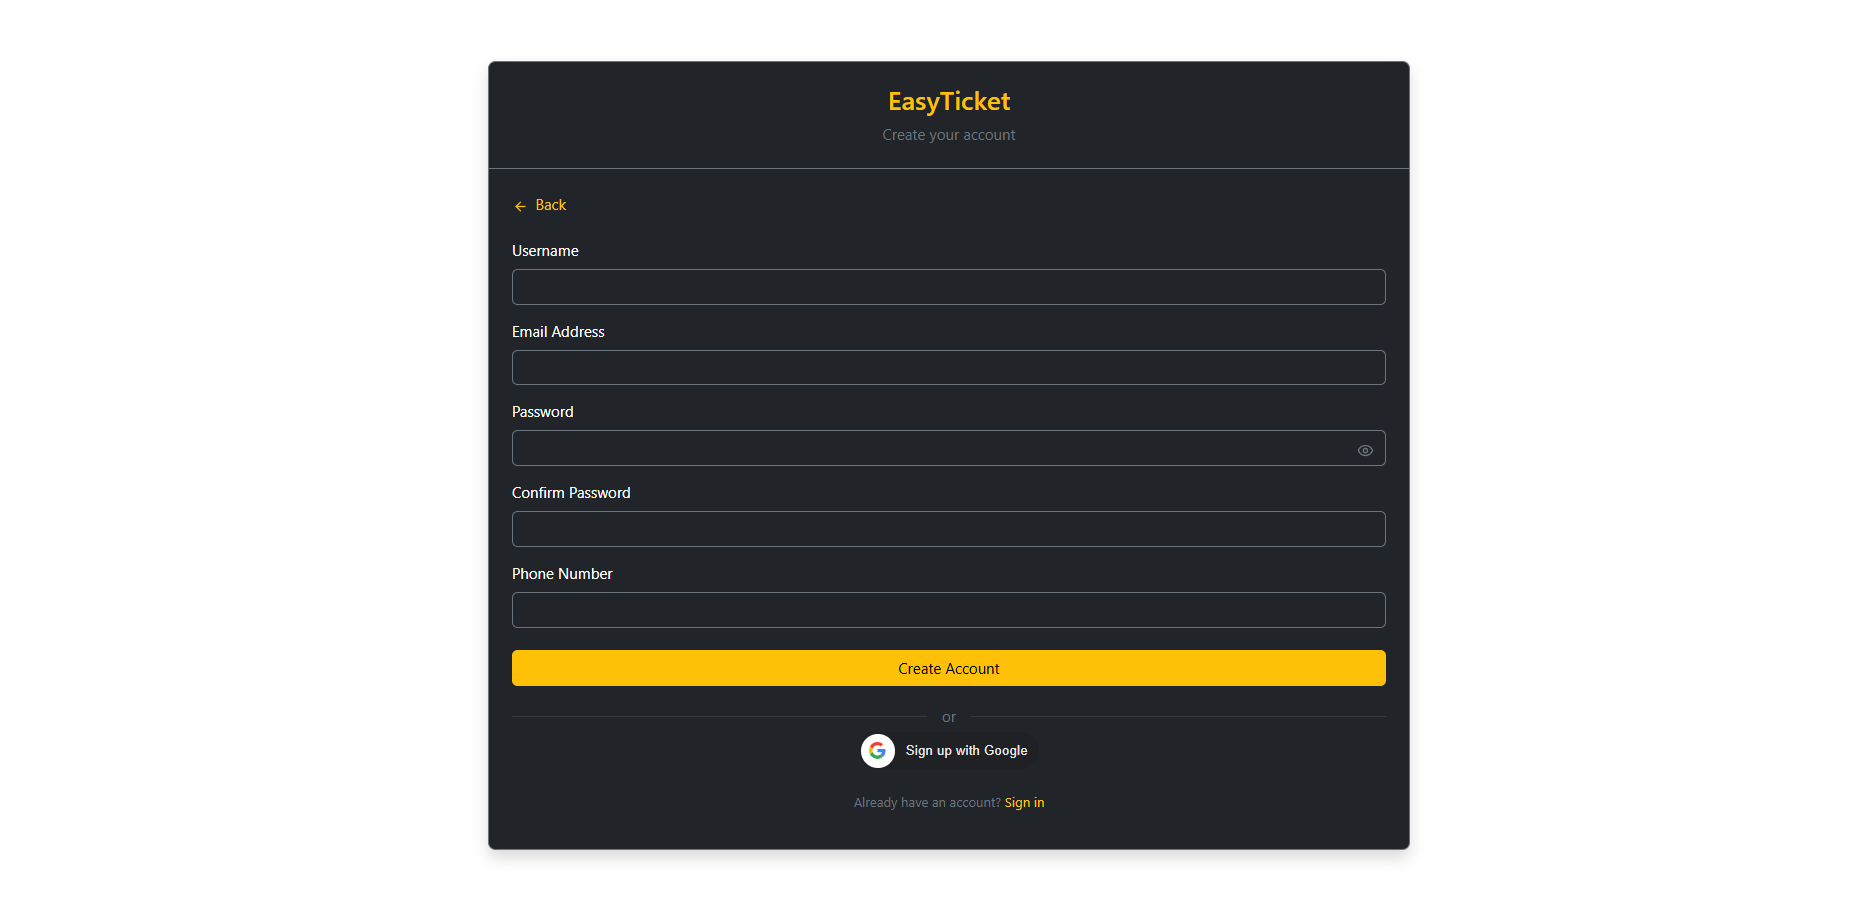 EasyTicket
Create your account
Back
Username
Email Address
Password
Confirm Password
Phone Number
Create Account
or
Sign up with Google
Already have an account? Sign in